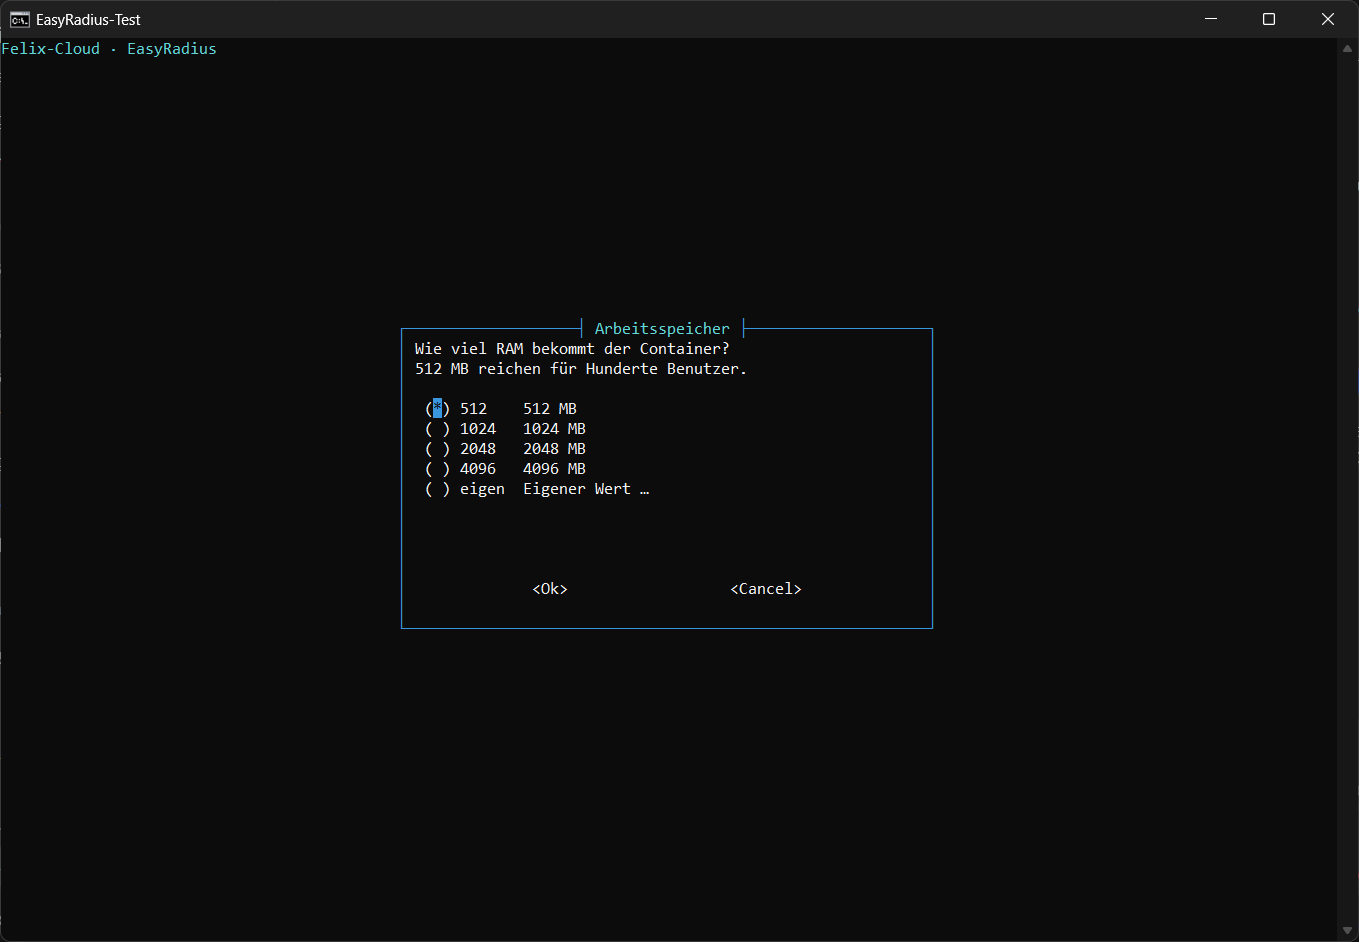 EasyRadius-Test
Felix-Cloud · EasyRadius
Arbeitsspeicher
Wie viel RAM bekommt der Container?
512 MB reichen für Hunderte Benutzer.
(*) 512    512 MB
( ) 1024   1024 MB
( ) 2048   2048 MB
( ) 4096   4096 MB
( ) eigen  Eigener Wert …
<Ok> <Cancel>